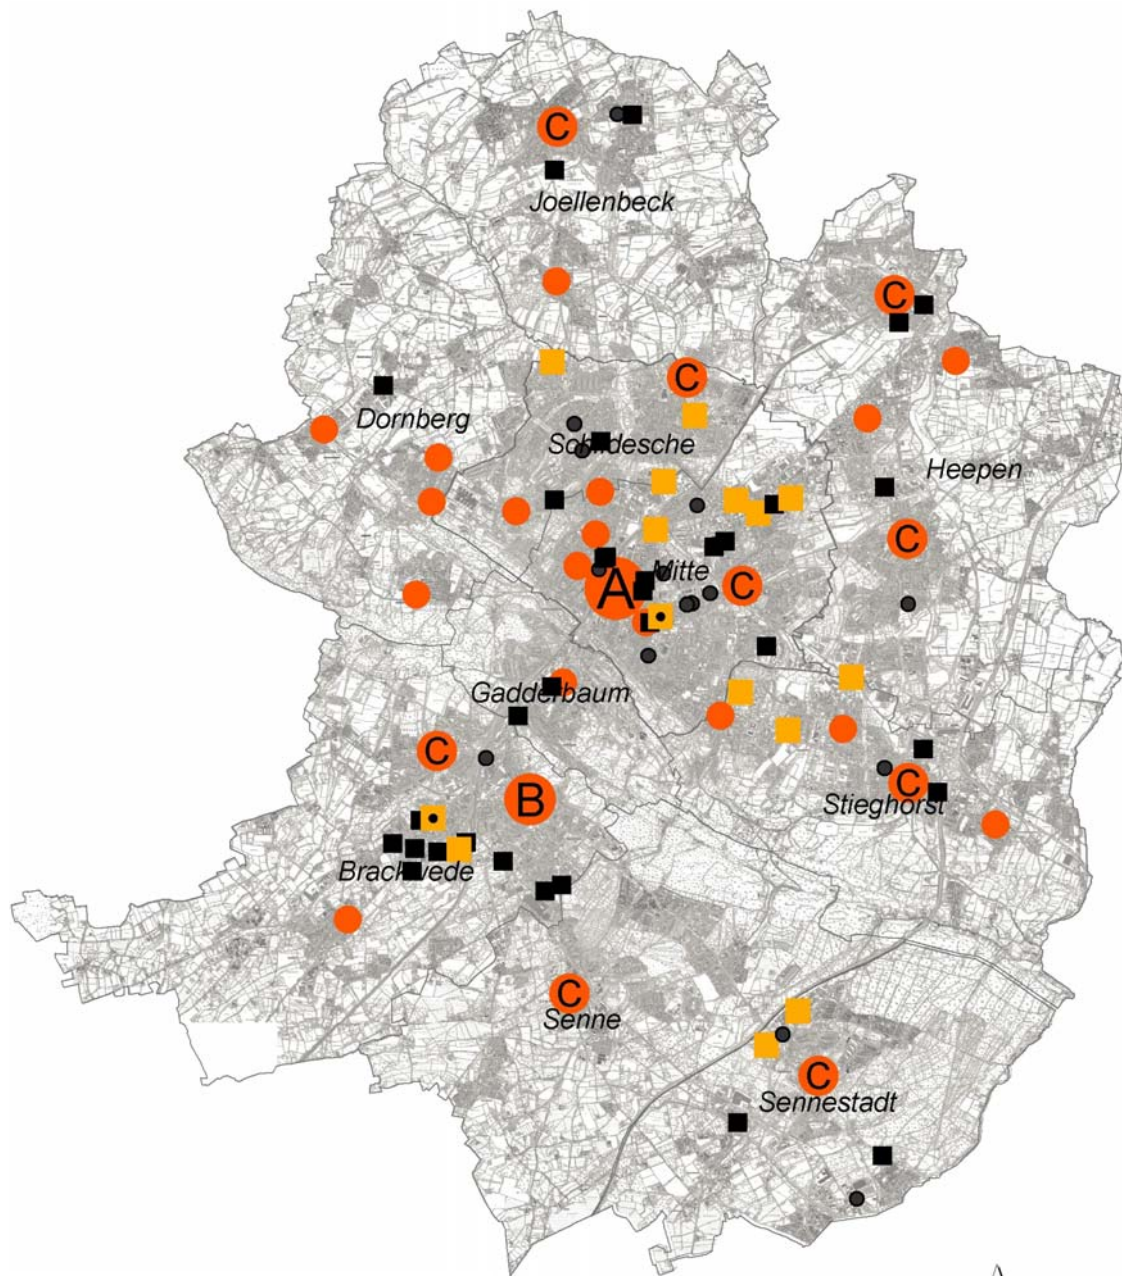 C
Joellenbeck
C
C
Dornberg
Schildesche
Heepen
C
Mitte
A
C
Gadderbaum
C
B
C
Stieghorst
Brackwede
C
Senne
C
Sennestadt